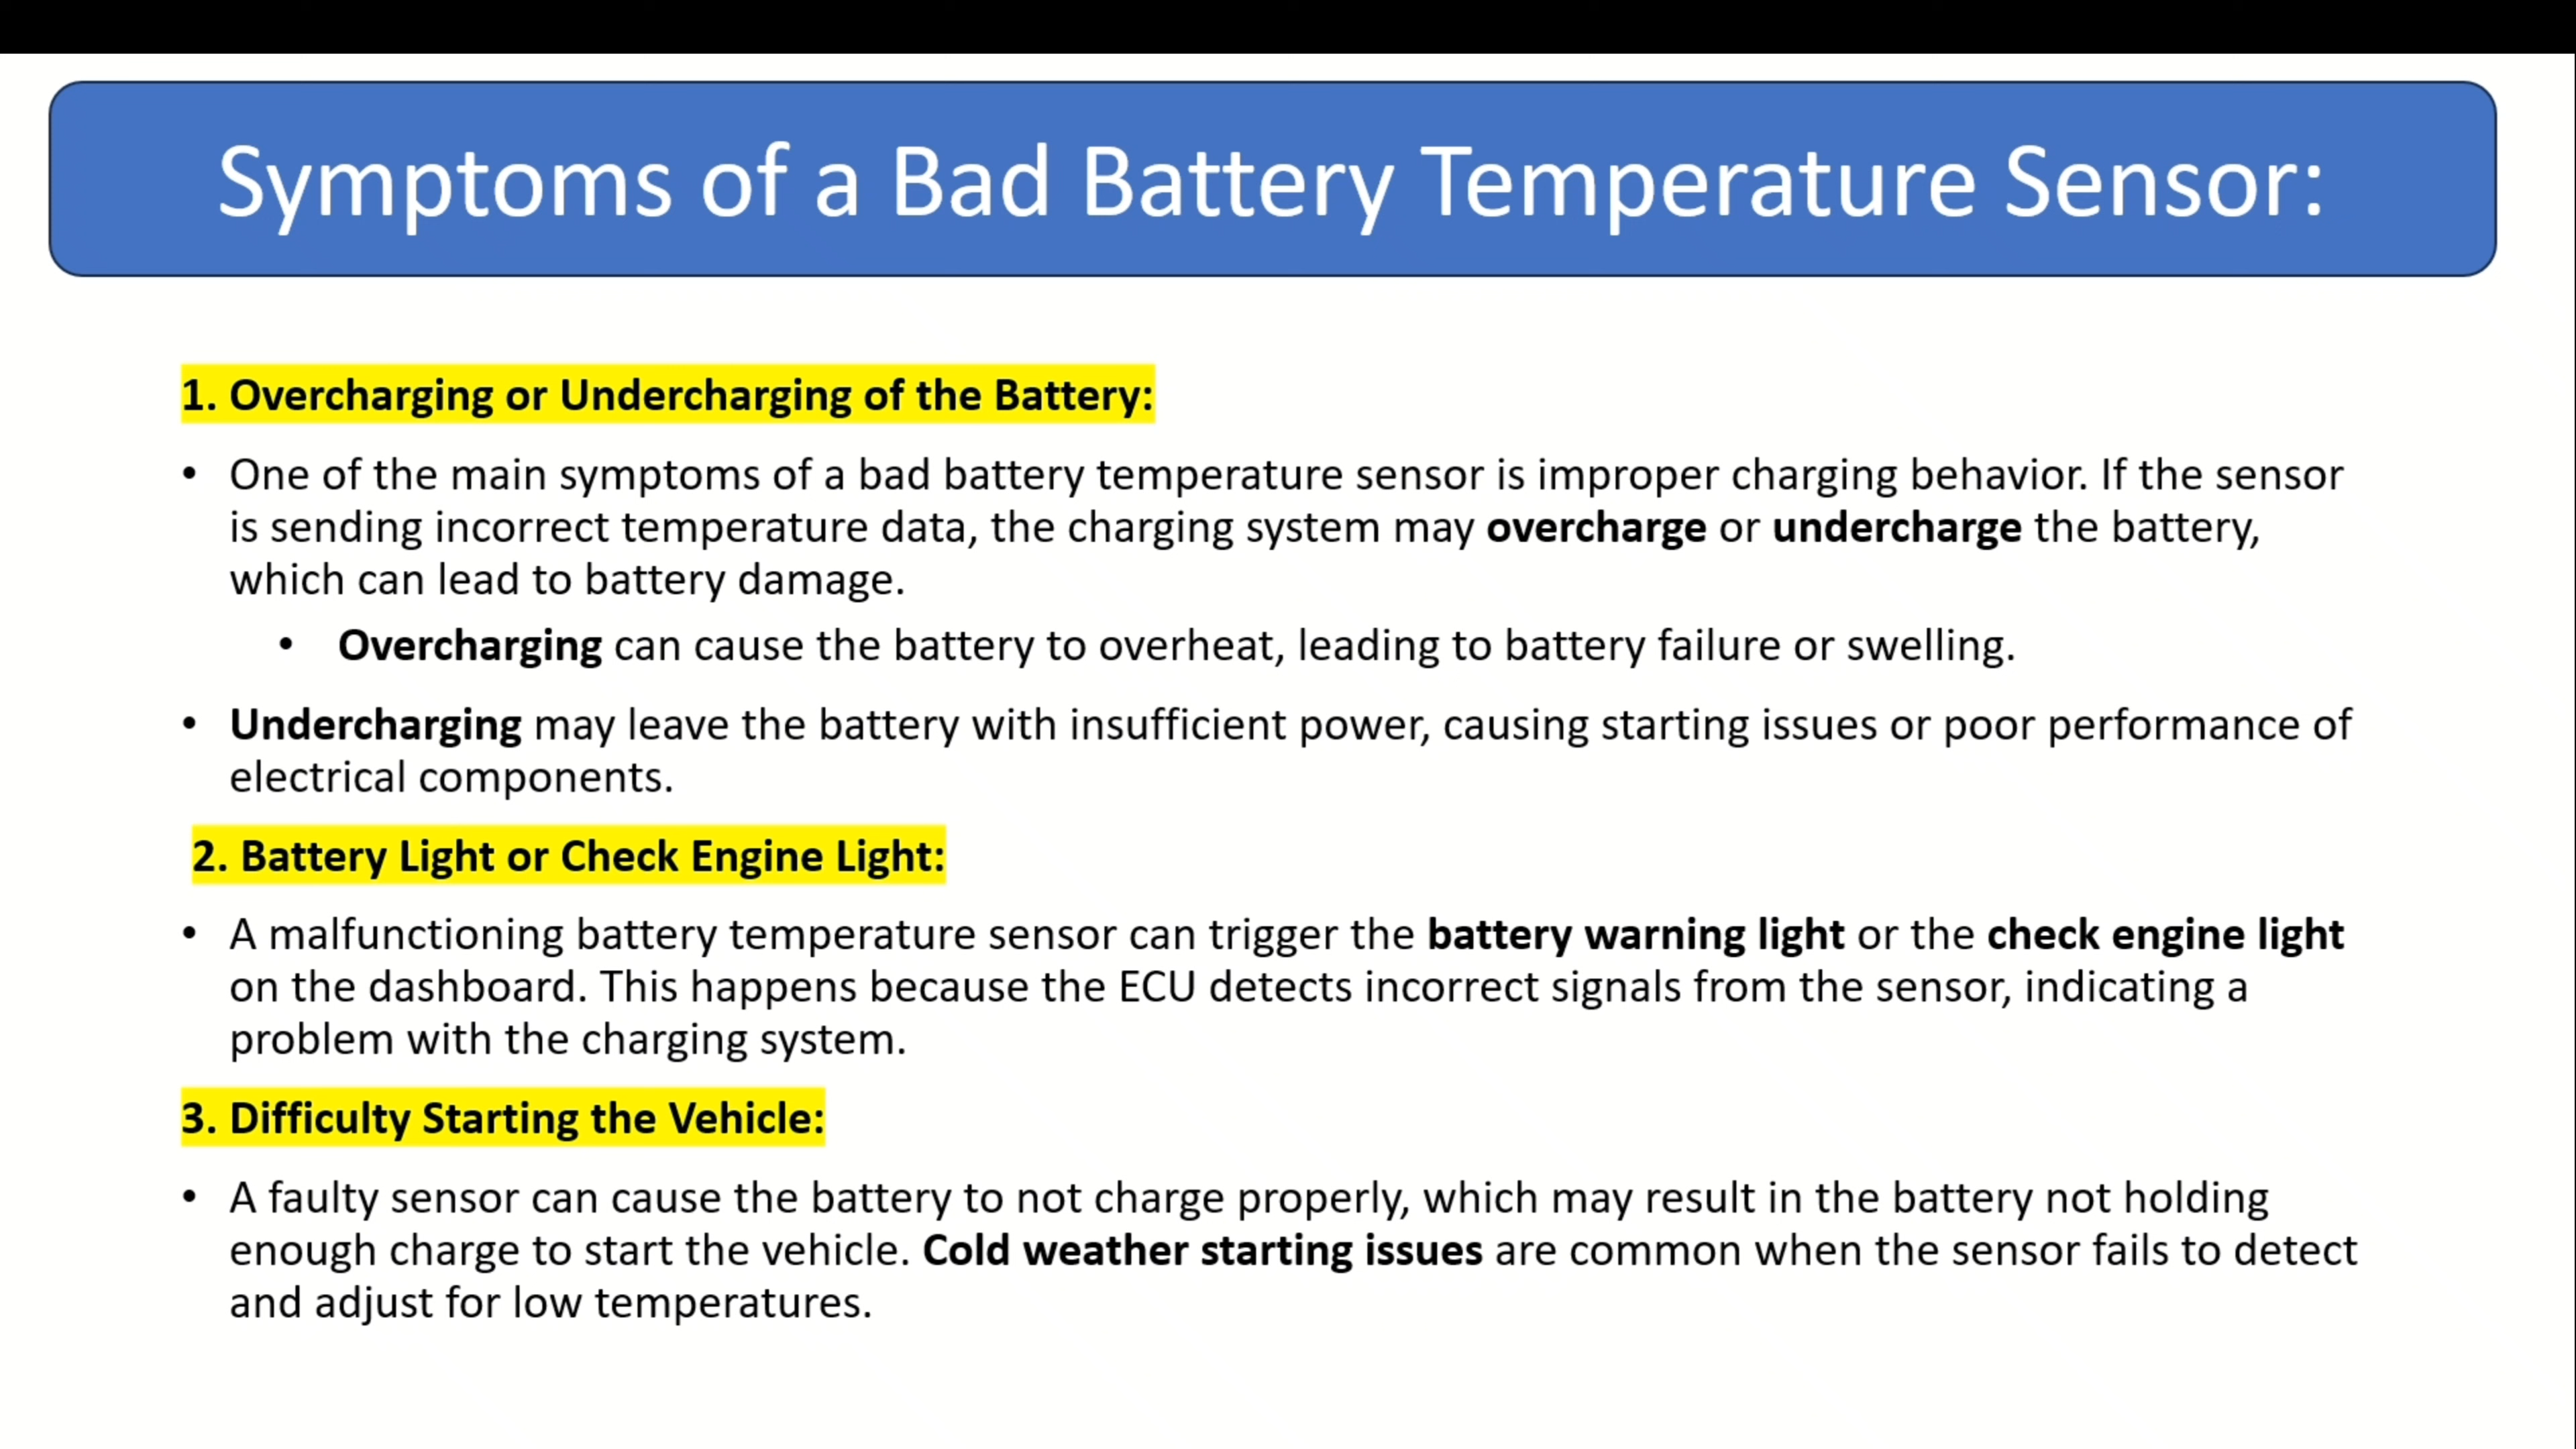 Symptoms of a Bad Battery Temperature Sensor:
1. Overcharging or Undercharging of the Battery:
• One of the main symptoms of a bad battery temperature sensor is improper charging behavior. If the sensor
is sending incorrect temperature data, the charging system may overcharge or undercharge the battery,
which can lead to battery damage.
• Overcharging can cause the battery to overheat, leading to battery failure or swelling.
• Undercharging may leave the battery with insufficient power, causing starting issues or poor performance of
electrical components.
2. Battery Light or Check Engine Light:
• A malfunctioning battery temperature sensor can trigger the battery warning light or the check engine light
on the dashboard. This happens because the ECU detects incorrect signals from the sensor, indicating a
problem with the charging system.
3. Difficulty Starting the Vehicle:
• A faulty sensor can cause the battery to not charge properly, which may result in the battery not holding
enough charge to start the vehicle. Cold weather starting issues are common when the sensor fails to detect
and adjust for low temperatures.